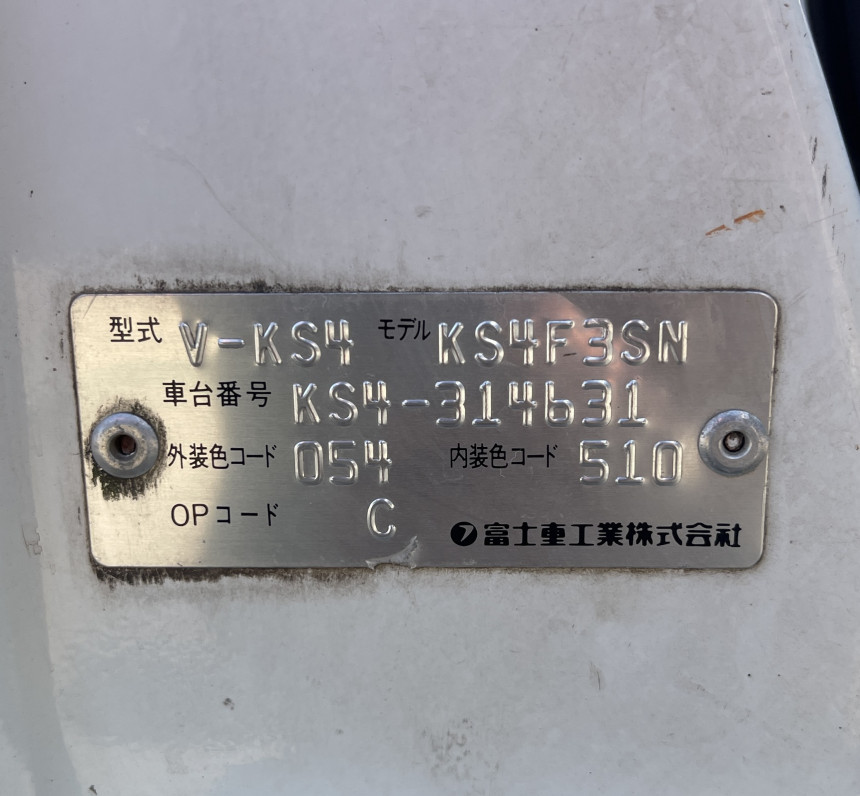 型式 V-KS4 モデル KS4F3SN
車台番号 KS4-314631
外装色コード 054 内装色コード 510
OPコード C
富士重工業株式会社